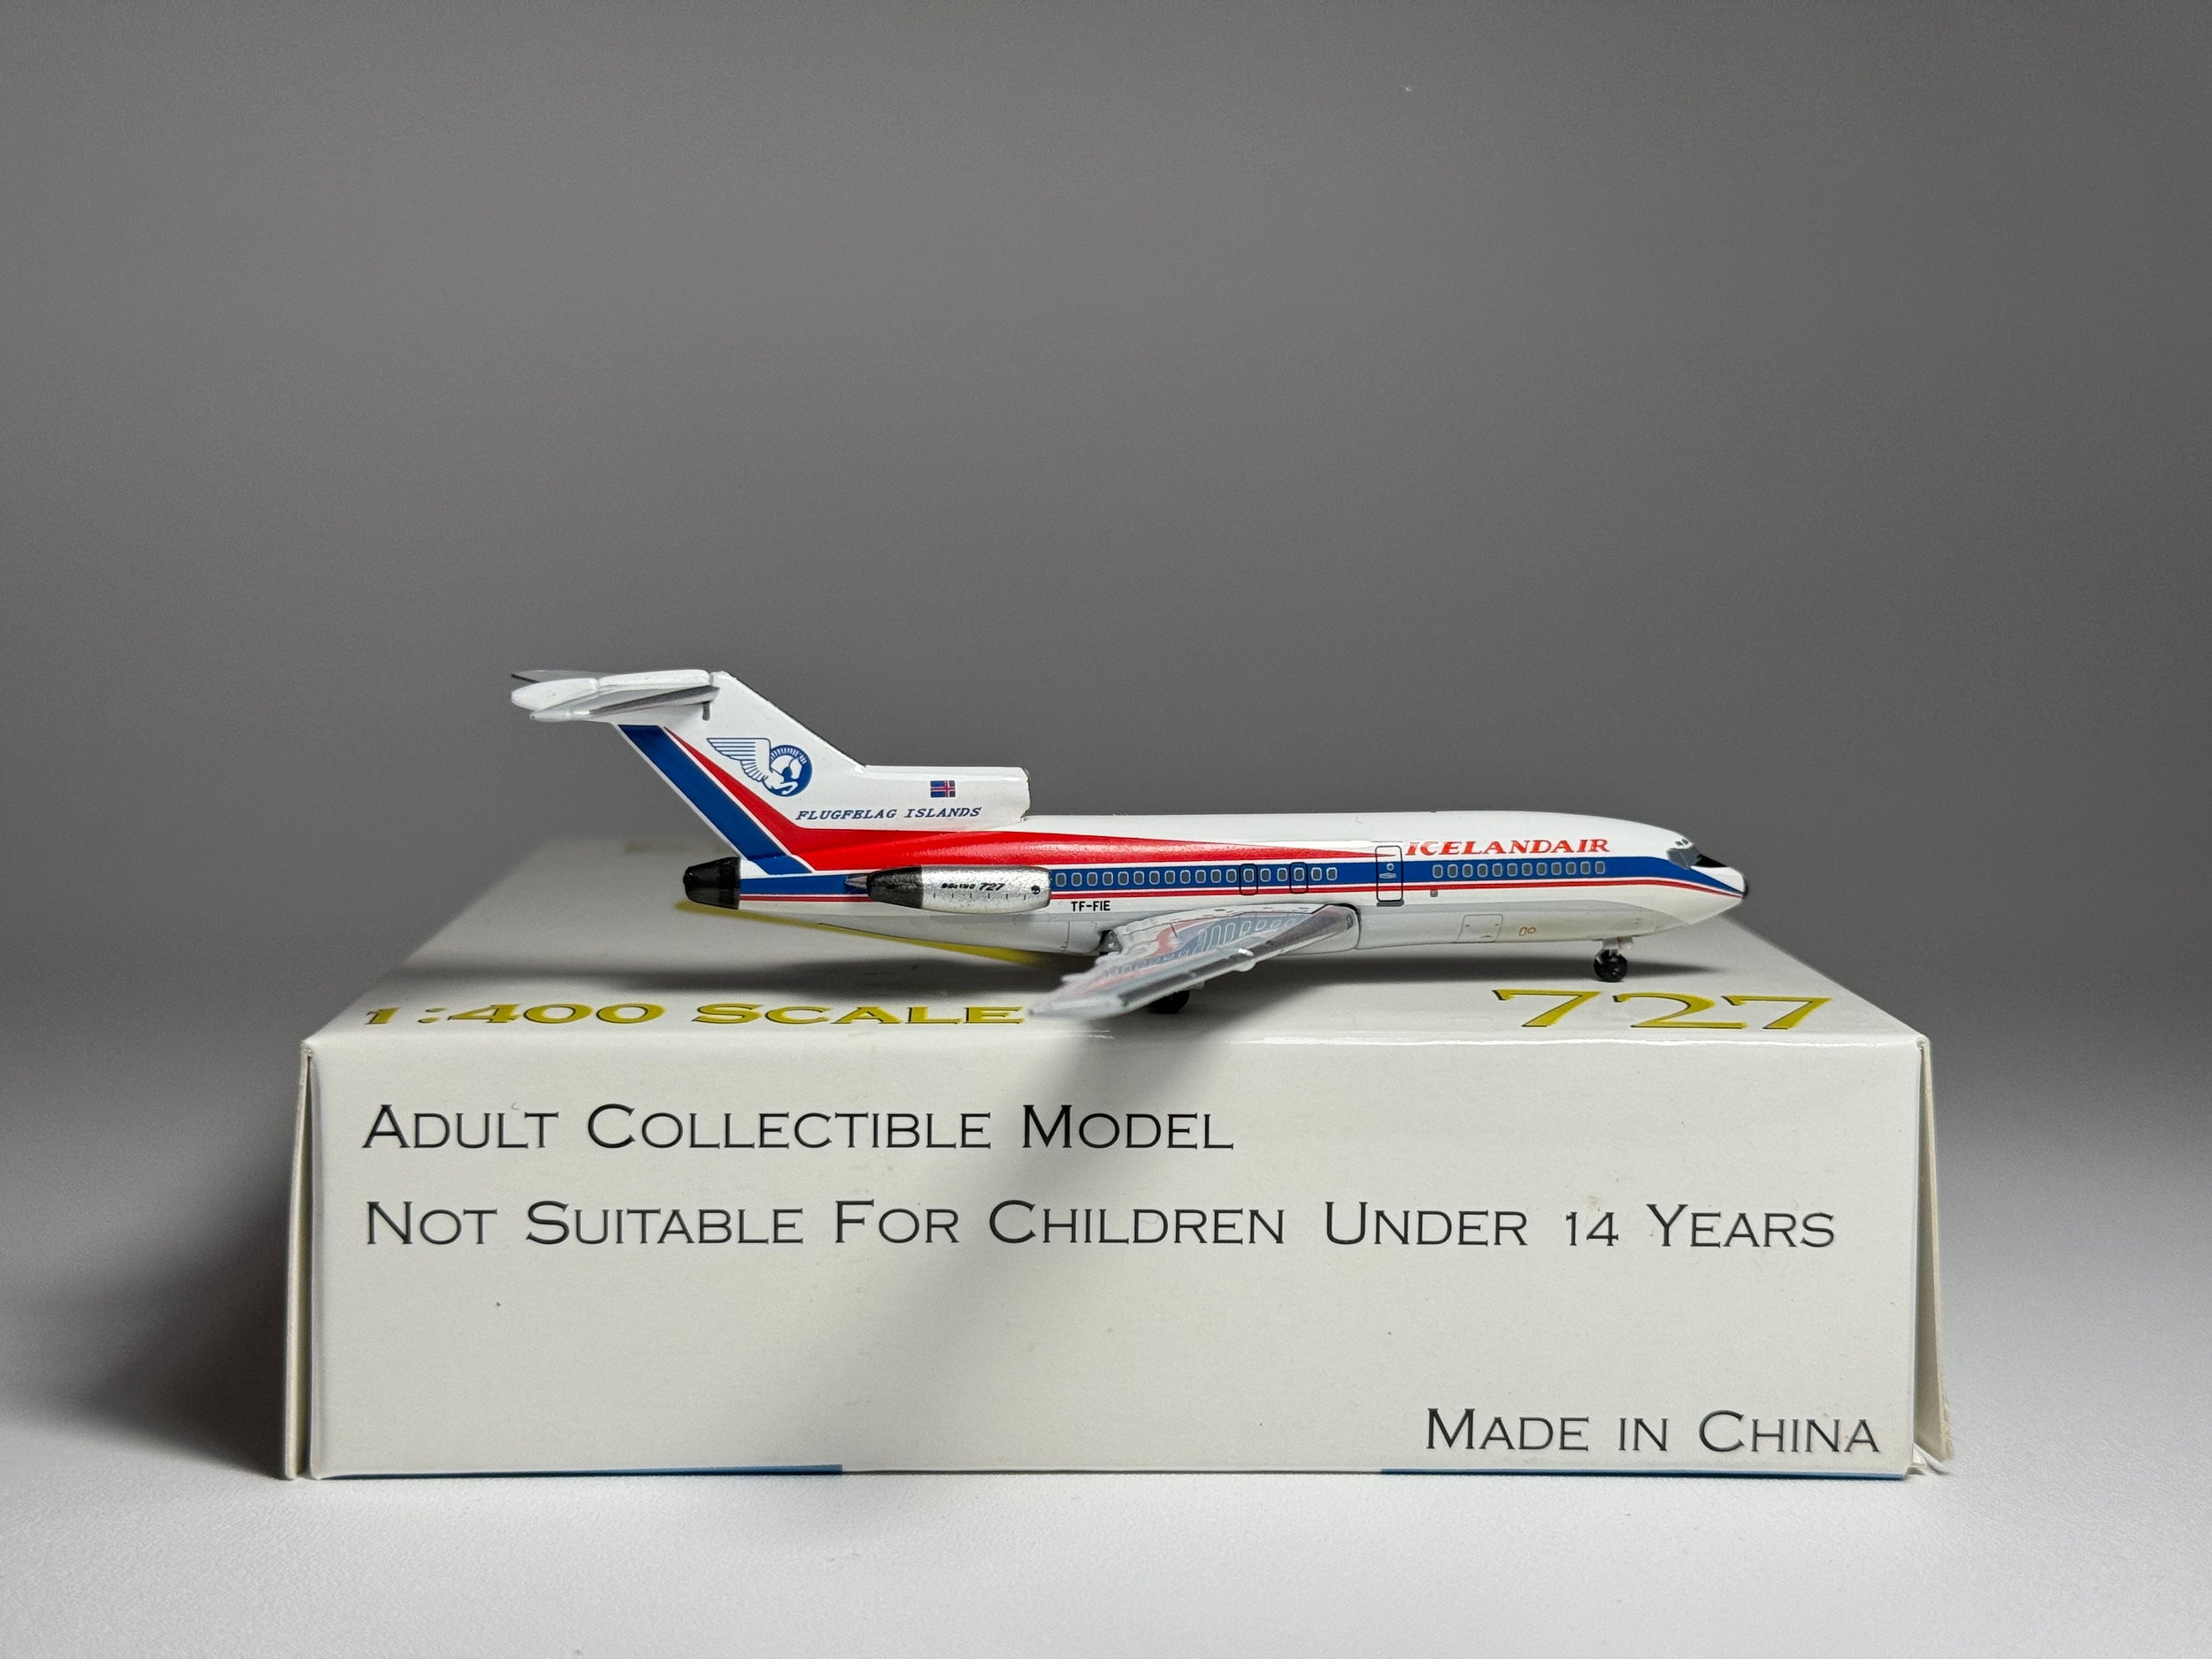 FLUGFELAG ISLANDS
ICELANDAIR
BOEING 727
TF-FIE
1:400 SCALE
727
ADULT COLLECTIBLE MODEL
NOT SUITABLE FOR CHILDREN UNDER 14 YEARS
MADE IN CHINA